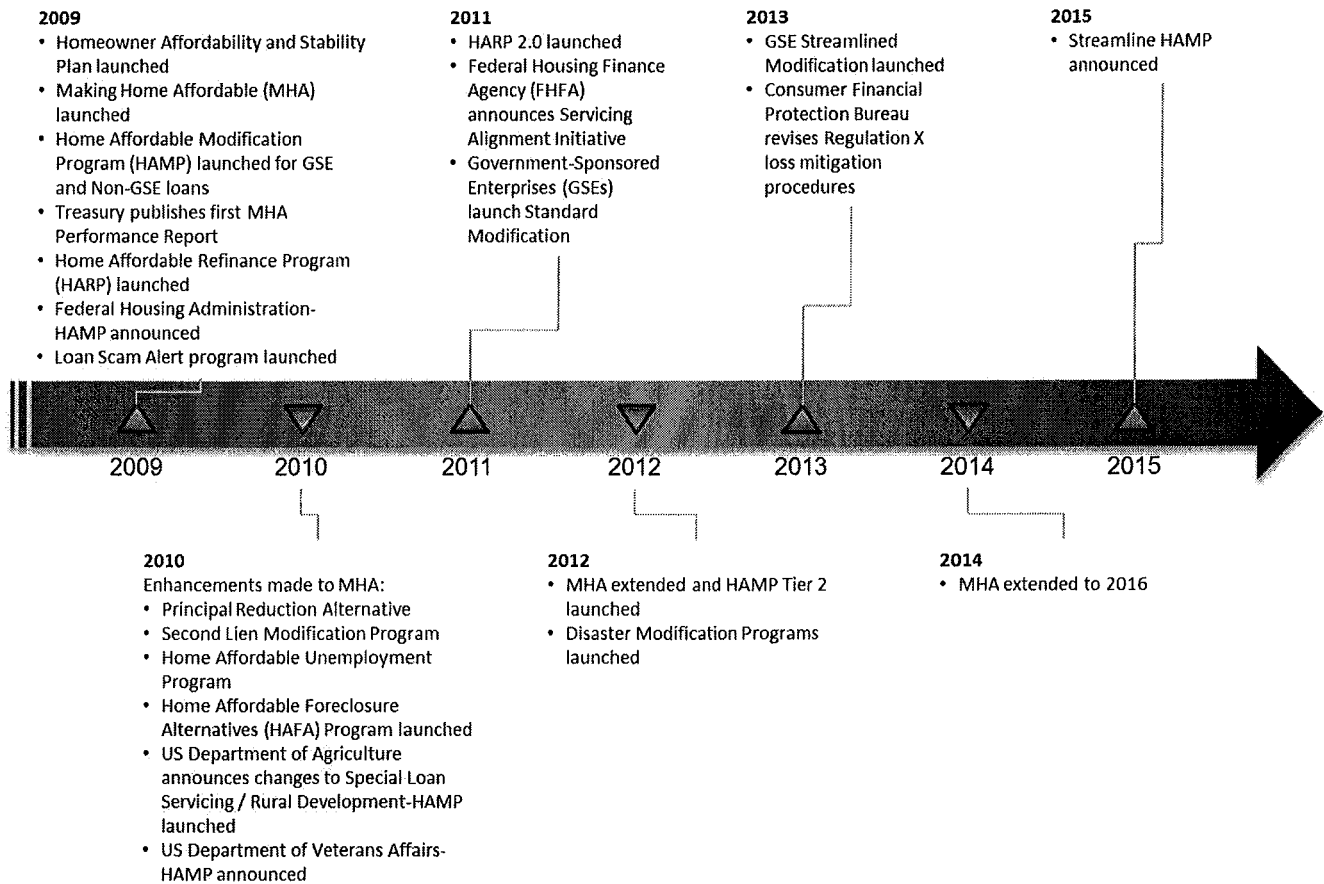 2009
• Homeowner Affordability and Stability
Plan launched
• Making Home Affordable (MHA)
launched
• Home Affordable Modification
Program (HAMP) launched for GSE
and Non-GSE loans
• Treasury publishes first MHA
Performance Report
• Home Affordable Refinance Program
(HARP) launched
• Federal Housing Administration-
HAMP announced
• Loan Scam Alert program launched
2011
• HARP 2.0 launched
• Federal Housing Finance
Agency (FHFA)
announces Servicing
Alignment Initiative
• Government-Sponsored
Enterprises (GSEs)
launch Standard
Modification
2013
• GSE Streamlined
Modification launched
• Consumer Financial
Protection Bureau
revises Regulation X
loss mitigation
procedures
2015
• Streamline HAMP
announced
2009 2010 2011 2012 2013 2014 2015
2010
Enhancements made to MHA:
• Principal Reduction Alternative
• Second Lien Modification Program
• Home Affordable Unemployment
Program
• Home Affordable Foreclosure
Alternatives (HAFA) Program launched
• US Department of Agriculture
announces changes to Special Loan
Servicing / Rural Development-HAMP
launched
• US Department of Veterans Affairs-
HAMP announced
2012
• MHA extended and HAMP Tier 2
launched
• Disaster Modification Programs
launched
2014
• MHA extended to 2016